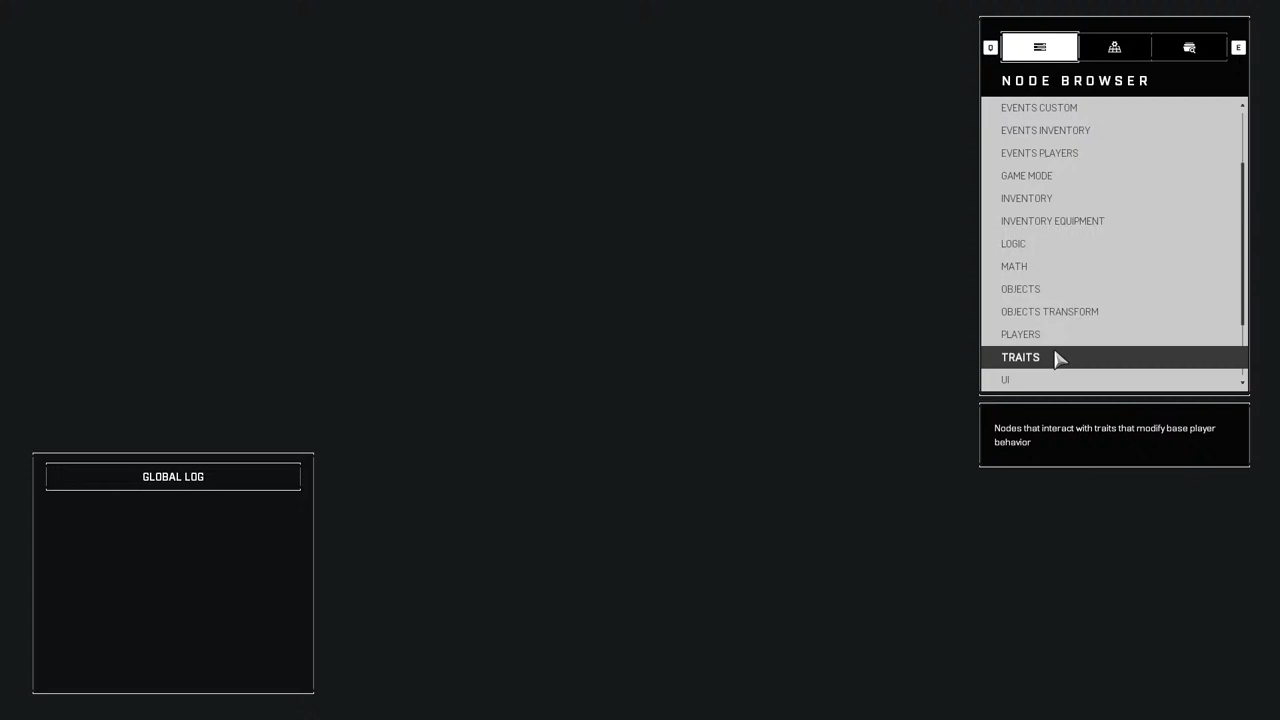 Q
E
NODE BROWSER
EVENTS CUSTOM
EVENTS INVENTORY
EVENTS PLAYERS
GAME MODE
INVENTORY
INVENTORY EQUIPMENT
LOGIC
MATH
OBJECTS
OBJECTS TRANSFORM
PLAYERS
TRAITS
UI
Nodes that interact with traits that modify base player
behavior
GLOBAL LOG